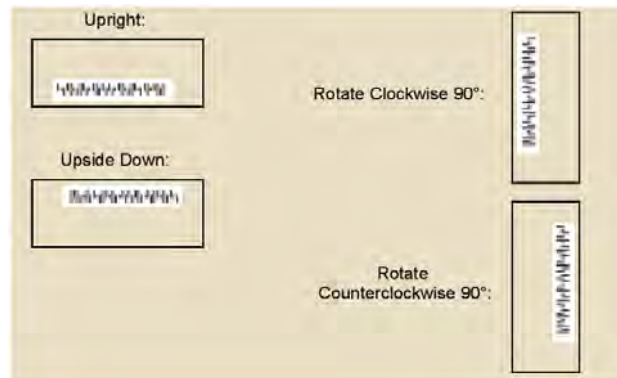 Upright:
Upside Down:
Rotate Clockwise 90°:
Rotate
Counterclockwise 90°: